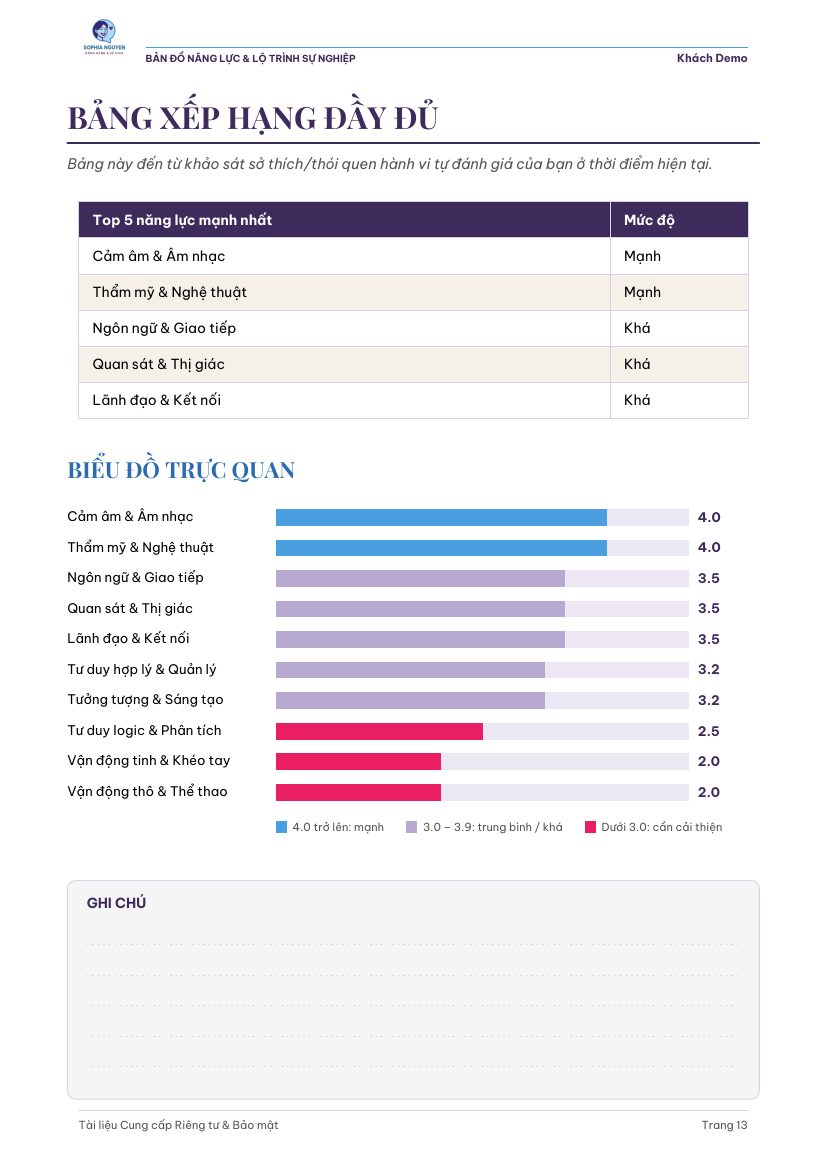 SOPHIA NGUYEN
BẢN ĐỒ NĂNG LỰC & LỘ TRÌNH SỰ NGHIỆP
Khách Demo
BẢNG XẾP HẠNG ĐẦY ĐỦ
Bảng này đến từ khảo sát sở thích/thói quen hành vi tự đánh giá của bạn ở thời điểm hiện tại.
Top 5 năng lực mạnh nhất Mức độ
Cảm âm & Âm nhạc Mạnh
Thẩm mỹ & Nghệ thuật Mạnh
Ngôn ngữ & Giao tiếp Khá
Quan sát & Thị giác Khá
Lãnh đạo & Kết nối Khá
BIỂU ĐỒ TRỰC QUAN
Cảm âm & Âm nhạc 4.0
Thẩm mỹ & Nghệ thuật 4.0
Ngôn ngữ & Giao tiếp 3.5
Quan sát & Thị giác 3.5
Lãnh đạo & Kết nối 3.5
Tư duy hợp lý & Quản lý 3.2
Tưởng tượng & Sáng tạo 3.2
Tư duy logic & Phân tích 2.5
Vận động tinh & Khéo tay 2.0
Vận động thô & Thể thao 2.0
4.0 trở lên: mạnh 3.0 – 3.9: trung bình / khá Dưới 3.0: cần cải thiện
GHI CHÚ
Tài liệu Cung cấp Riêng tư & Bảo mật Trang 13